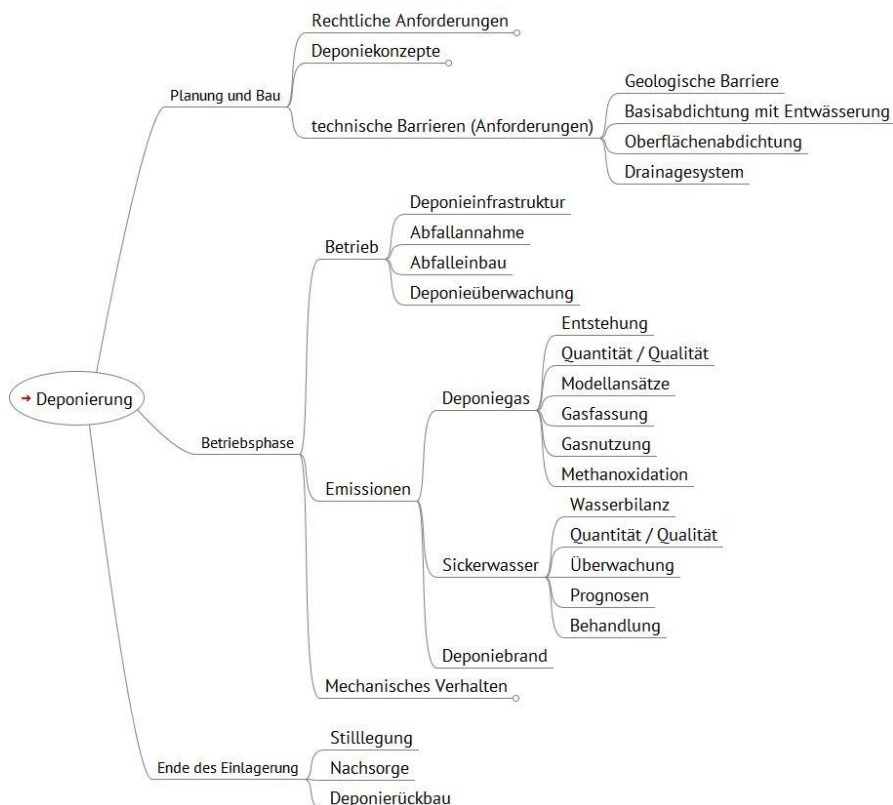 Deponierung
Planung und Bau
Rechtliche Anforderungen
Deponiekonzepte
technische Barrieren (Anforderungen)
Geologische Barriere
Basisabdichtung mit Entwässerung
Oberflächenabdichtung
Drainagesystem
Betriebsphase
Betrieb
Deponieinfrastruktur
Abfallannahme
Abfalleinbau
Deponieüberwachung
Emissionen
Deponiegas
Entstehung
Quantität / Qualität
Modellansätze
Gasfassung
Gasnutzung
Methanoxidation
Sickerwasser
Wasserbilanz
Quantität / Qualität
Überwachung
Prognosen
Behandlung
Deponiebrand
Mechanisches Verhalten
Ende des Einlagerung
Stilllegung
Nachsorge
Deponierückbau